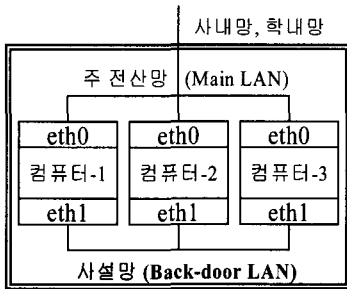 사내망, 학내망
주 전산망 (Main LAN)
eth0 eth0 eth0
컴퓨터-1 컴퓨터-2 컴퓨터-3
eth1 eth1 eth1
사설망 (Back-door LAN)